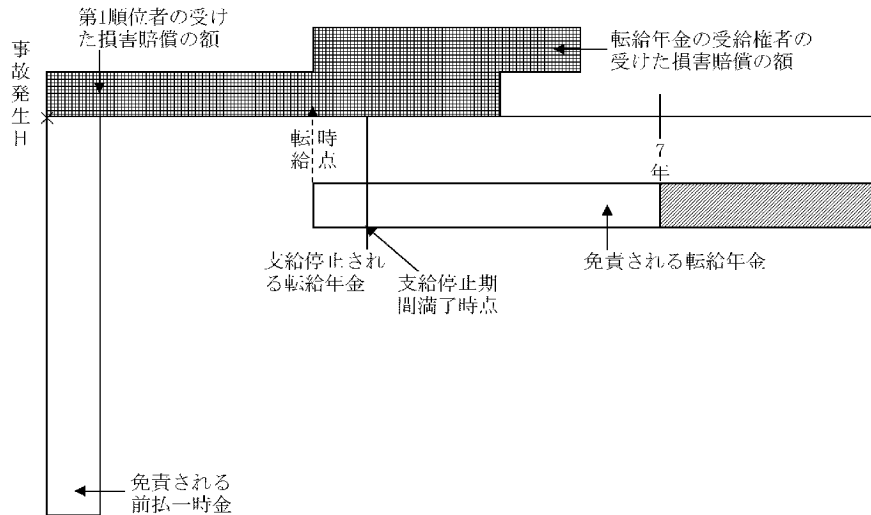 第1順位者の受け
た損害賠償の額
転給年金の受給権者の
受けた損害賠償の額
事故発生日
転給
時点
7年
支給停止され
る転給年金
支給停止期
間満了時点
免責される転給年金
免責される
前払一時金